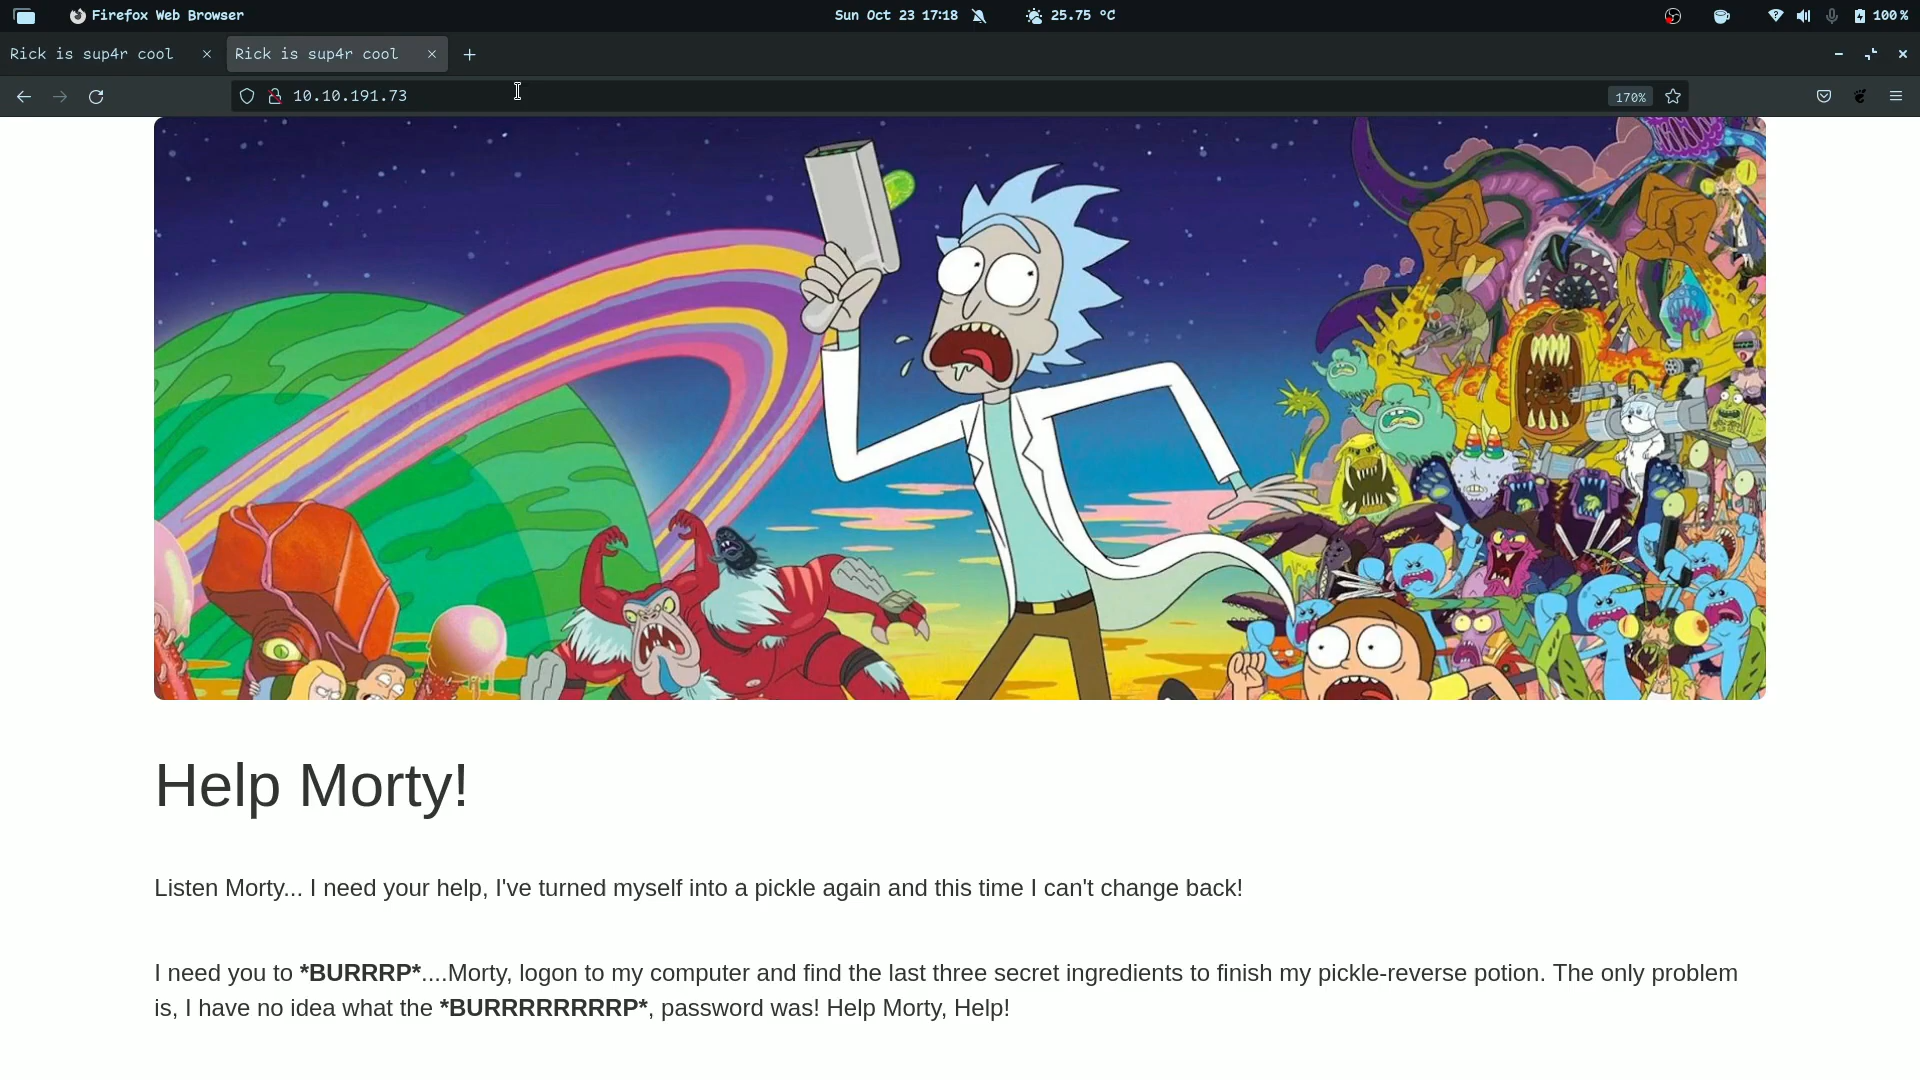 Firefox Web Browser
Sun Oct 23 17:18
25.75 °C
100%
Rick is sup4r cool
Rick is sup4r cool
10.10.191.73
170%
Help Morty!
Listen Morty... I need your help, I've turned myself into a pickle again and this time I can't change back!
I need you to *BURRRP*....Morty, logon to my computer and find the last three secret ingredients to finish my pickle-reverse potion. The only problem
is, I have no idea what the *BURRRRRRRRP*, password was! Help Morty, Help!